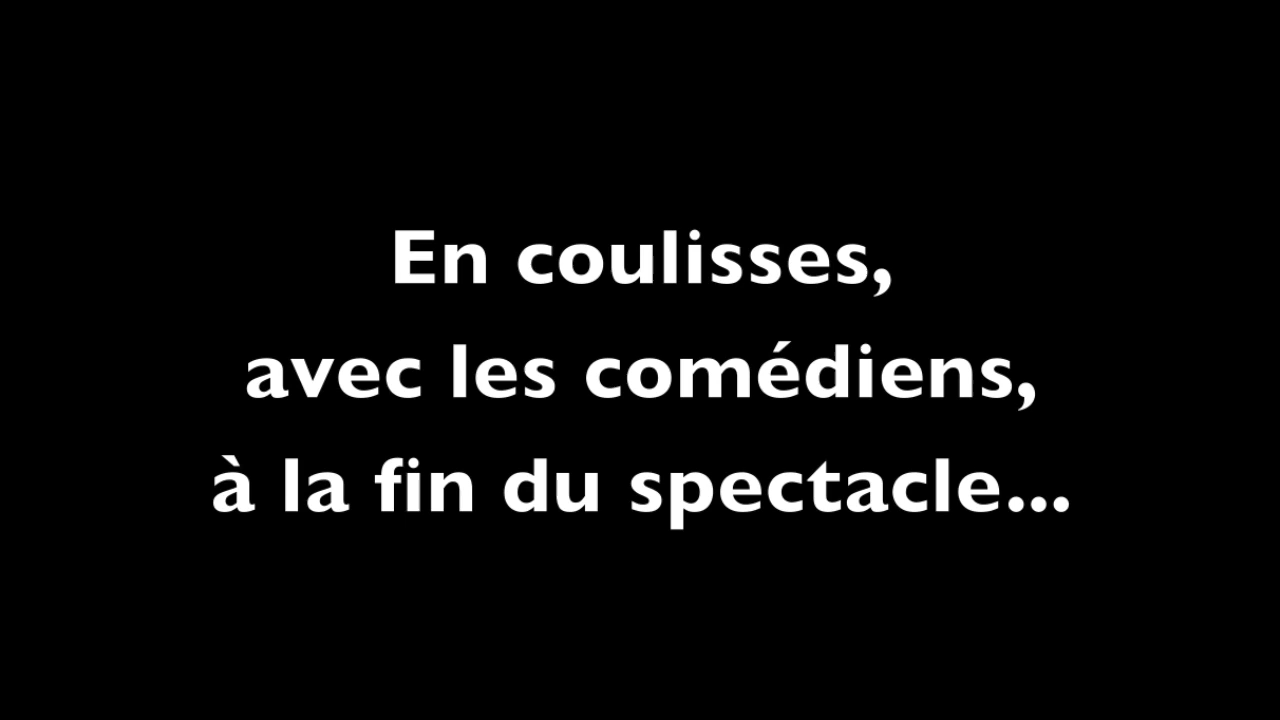 En coulisses,
avec les comédiens,
à la fin du spectacle...